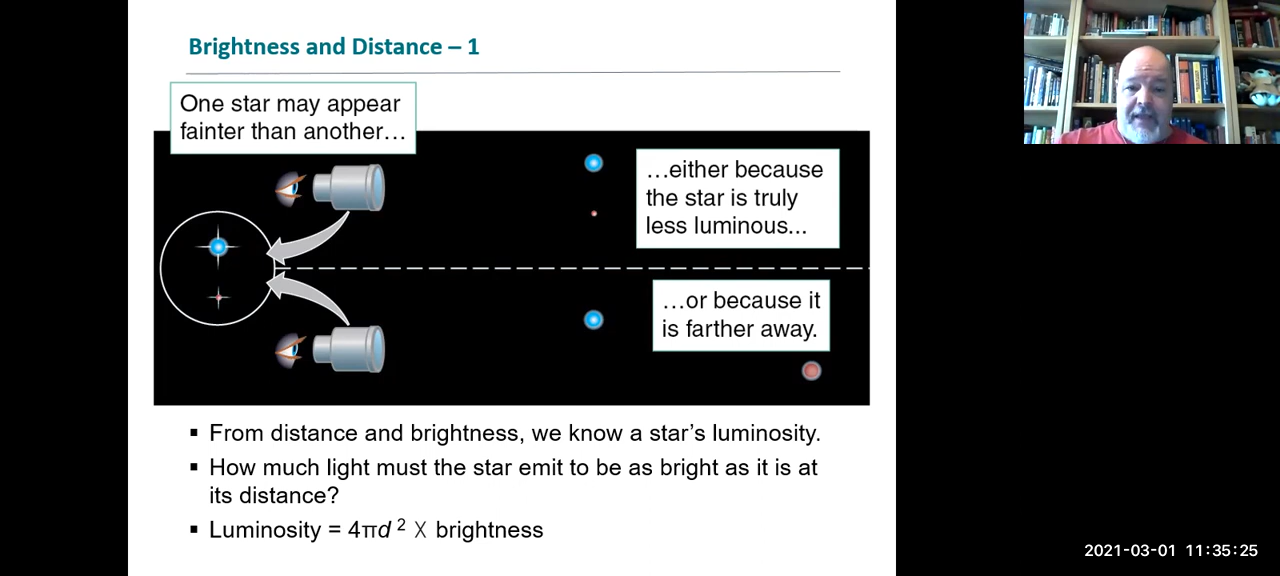 Brightness and Distance – 1
One star may appear
fainter than another…
…either because
the star is truly
less luminous...
…or because it
is farther away.
▪ From distance and brightness, we know a star’s luminosity.
▪ How much light must the star emit to be as bright as it is at
its distance?
▪ Luminosity = 4πd² X brightness
2021-03-01 11:35:25